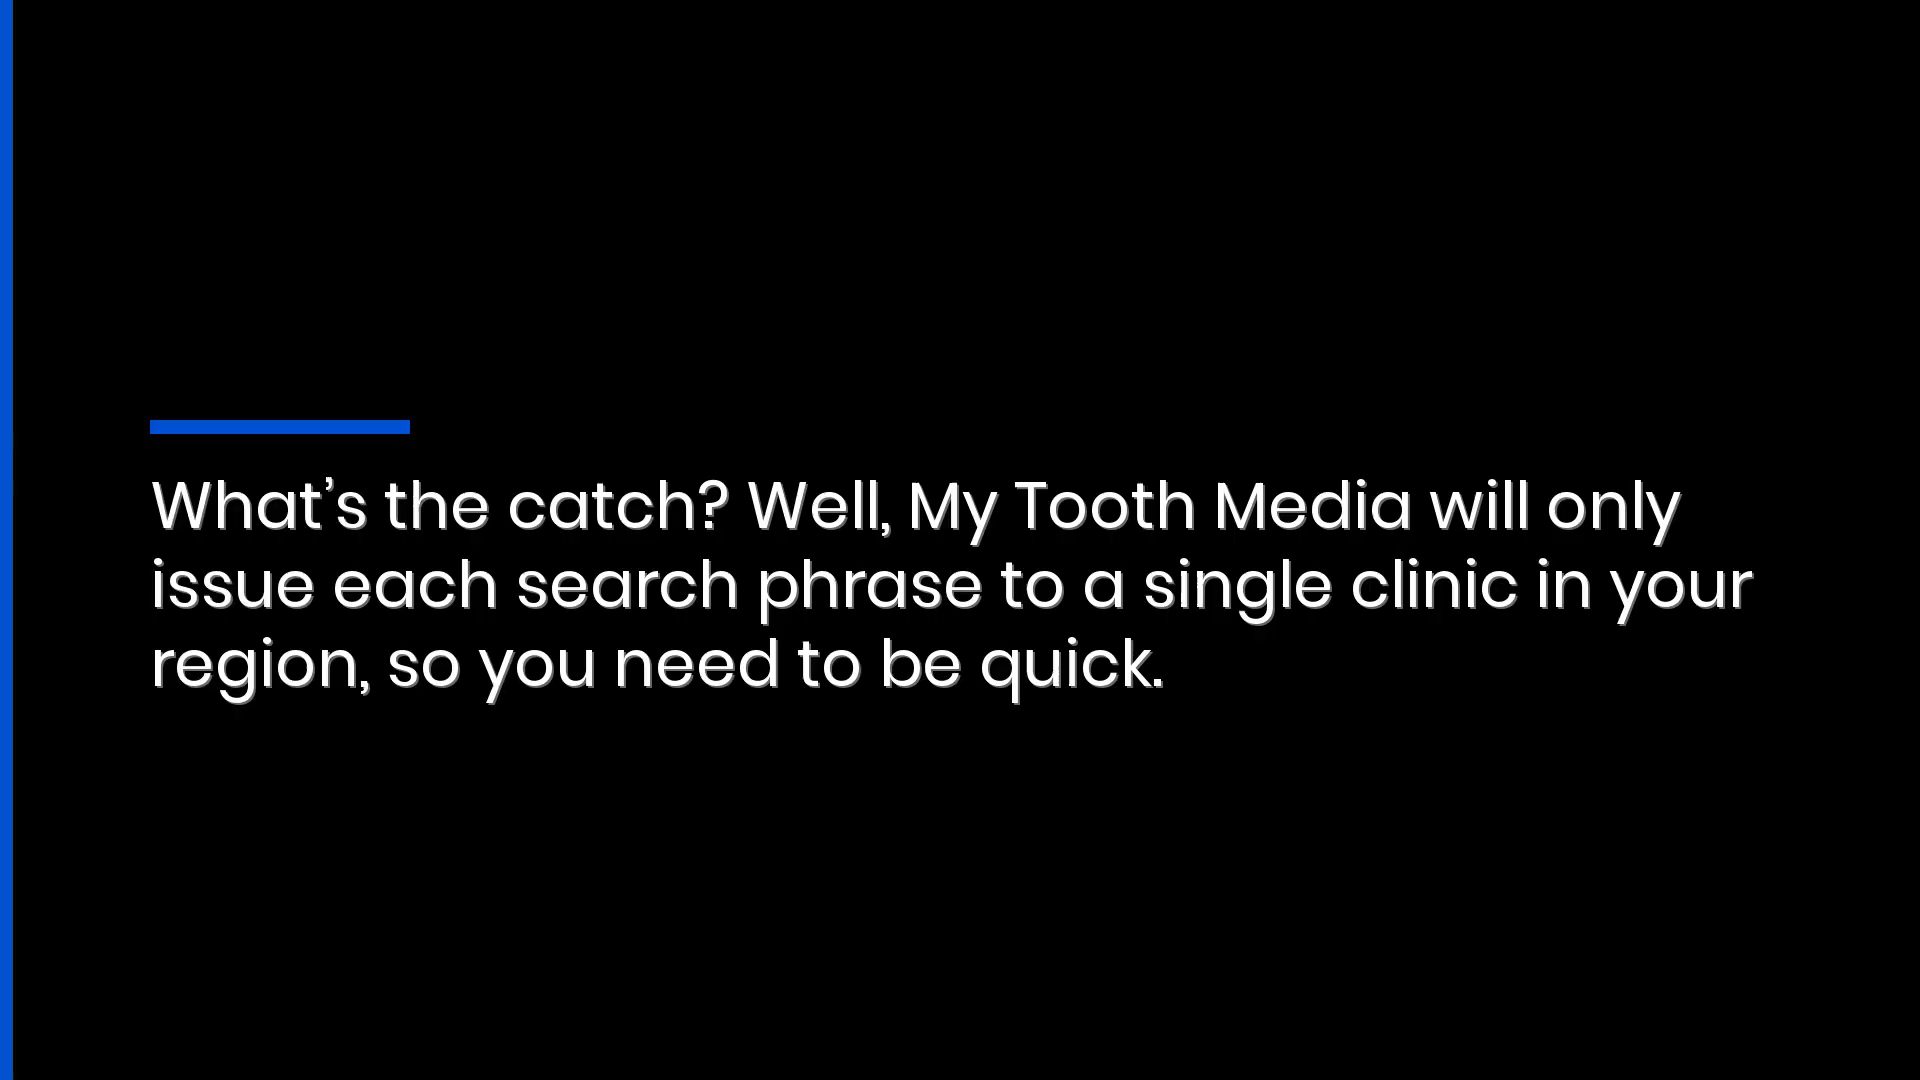 What’s the catch? Well, My Tooth Media will only
issue each search phrase to a single clinic in your
region, so you need to be quick.